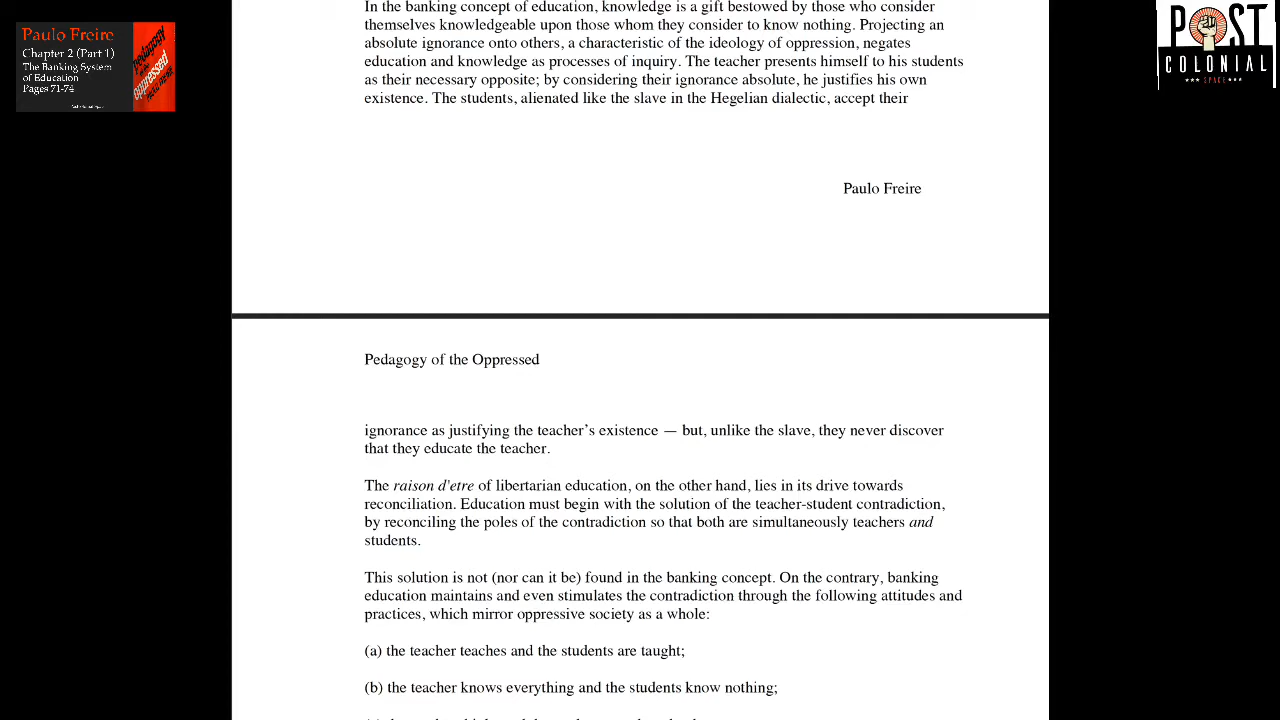 Paulo Freire
Chapter 2 (Part 1)
The Banking System
of Education
Pages 71-74
pedagogy
oppressed
POST
COLONIAL
SPACE
In the banking concept of education, knowledge is a gift bestowed by those who consider
themselves knowledgeable upon those whom they consider to know nothing. Projecting an
absolute ignorance onto others, a characteristic of the ideology of oppression, negates
education and knowledge as processes of inquiry. The teacher presents himself to his students
as their necessary opposite; by considering their ignorance absolute, he justifies his own
existence. The students, alienated like the slave in the Hegelian dialectic, accept their
Paulo Freire
Pedagogy of the Oppressed
ignorance as justifying the teacher’s existence — but, unlike the slave, they never discover
that they educate the teacher.
The raison d'etre of libertarian education, on the other hand, lies in its drive towards
reconciliation. Education must begin with the solution of the teacher-student contradiction,
by reconciling the poles of the contradiction so that both are simultaneously teachers and
students.
This solution is not (nor can it be) found in the banking concept. On the contrary, banking
education maintains and even stimulates the contradiction through the following attitudes and
practices, which mirror oppressive society as a whole:
(a) the teacher teaches and the students are taught;
(b) the teacher knows everything and the students know nothing;